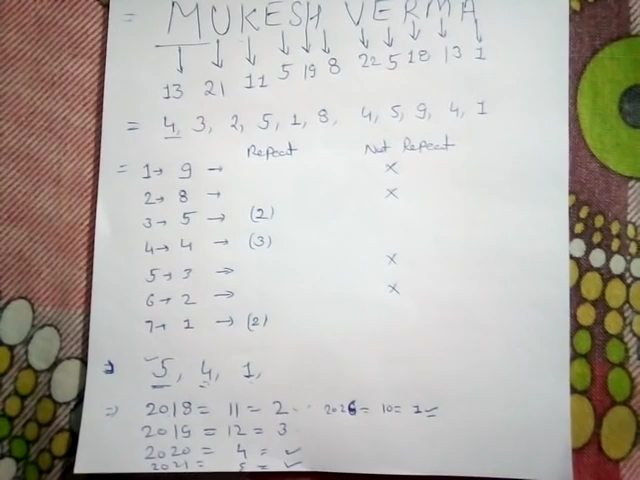 = MUKESH VERMA
↓ ↓ ↓ ↓ ↓ ↓ ↓ ↓ ↓ ↓ ↓
13 21 11 5 19 8 22 5 18 13 1
= 4, 3, 2, 5, 1, 8, 4, 5, 9, 4, 1
Repeat Not Repeat
= 1→ 9 → ×
2→ 8 → ×
3→ 5 → (2)
4→ 4 → (3)
5→ 3 → ×
6→ 2 → ×
7→ 1 → (2)
⇒ 5, 4, 1,
⇒ 2018 = 11 = 2 .. 2026 = 10 = 1 ✓
2019 = 12 = 3
2020 = 4 = ✓
2021 = 5 = ✓